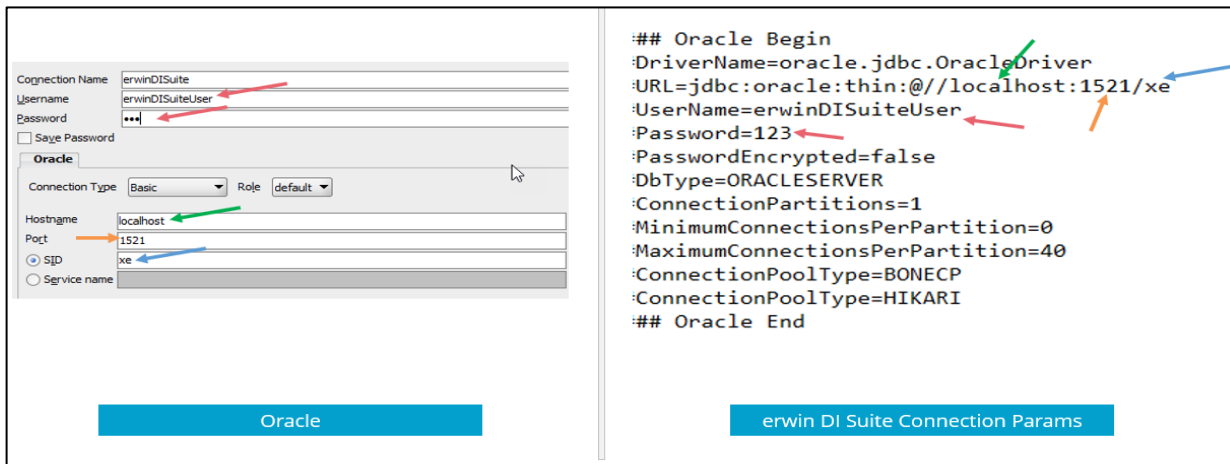 Connection Name erwinDISuite
Username erwinDISuiteUser
Password •••
Save Password
Oracle
Connection Type Basic Role default
Hostname localhost
Port 1521
SID xe
Service name
Oracle
## Oracle Begin
DriverName=oracle.jdbc.OracleDriver
URL=jdbc:oracle:thin:@//localhost:1521/xe
UserName=erwinDISuiteUser
Password=123
PasswordEncrypted=false
DbType=ORACLESERVER
ConnectionPartitions=1
MinimumConnectionsPerPartition=0
MaximumConnectionsPerPartition=40
ConnectionPoolType=BONECP
ConnectionPoolType=HIKARI
## Oracle End
erwin DI Suite Connection Params